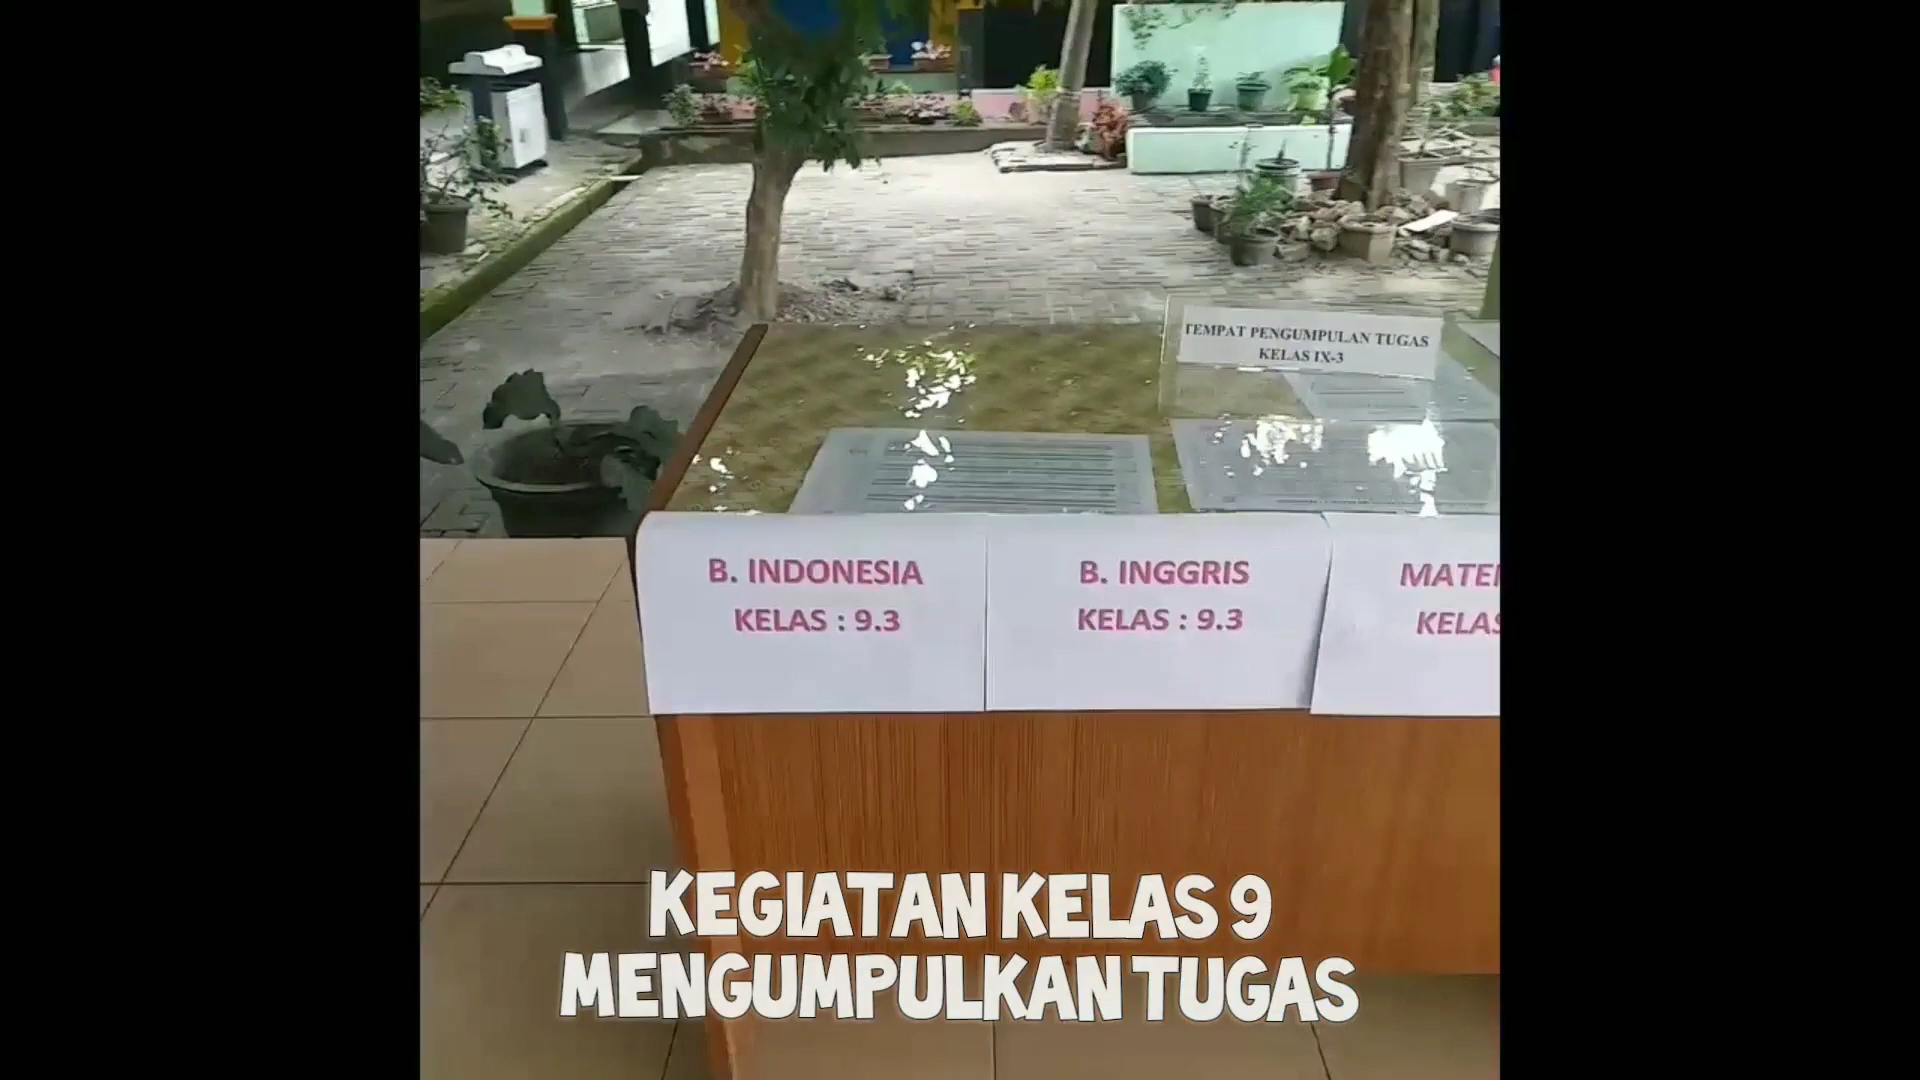 TEMPAT PENGUMPULAN TUGAS
KELAS IX-3
B. INDONESIA
KELAS : 9.3
B. INGGRIS
KELAS : 9.3
KELAS
KEGIATAN KELAS 9
MENGUMPULKAN TUGAS